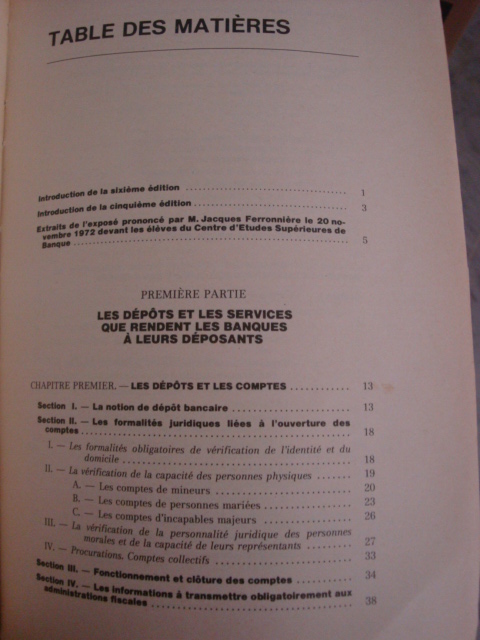 TABLE DES MATIÈRES
Introduction de la sixième édition ........ 1
Introduction de la cinquième édition ........ 3
Extraits de l'exposé prononcé par M. Jacques Ferronnière le 20 no-
vembre 1972 devant les élèves du Centre d'Etudes Supérieures de
Banque ........ 5
PREMIÈRE PARTIE
LES DÉPÔTS ET LES SERVICES
QUE RENDENT LES BANQUES
À LEURS DÉPOSANTS
CHAPITRE PREMIER. — LES DÉPÔTS ET LES COMPTES ........ 13
Section I. — La notion de dépôt bancaire ........ 13
Section II. — Les formalités juridiques liées à l'ouverture des
comptes ........ 18
I. — Les formalités obligatoires de vérification de l'identité et du
domicile ........ 18
II. — La vérification de la capacité des personnes physiques ........ 19
A. — Les comptes de mineurs ........ 20
B. — Les comptes de personnes mariées ........ 23
C. — Les comptes d'incapables majeurs ........ 26
III. — La vérification de la personnalité juridique des personnes
morales et de la capacité de leurs représentants ........ 27
IV. — Procurations. Comptes collectifs ........ 33
Section III. — Fonctionnement et clôture des comptes ........ 34
Section IV. — Les informations à transmettre obligatoirement aux
administrations fiscales ........ 38